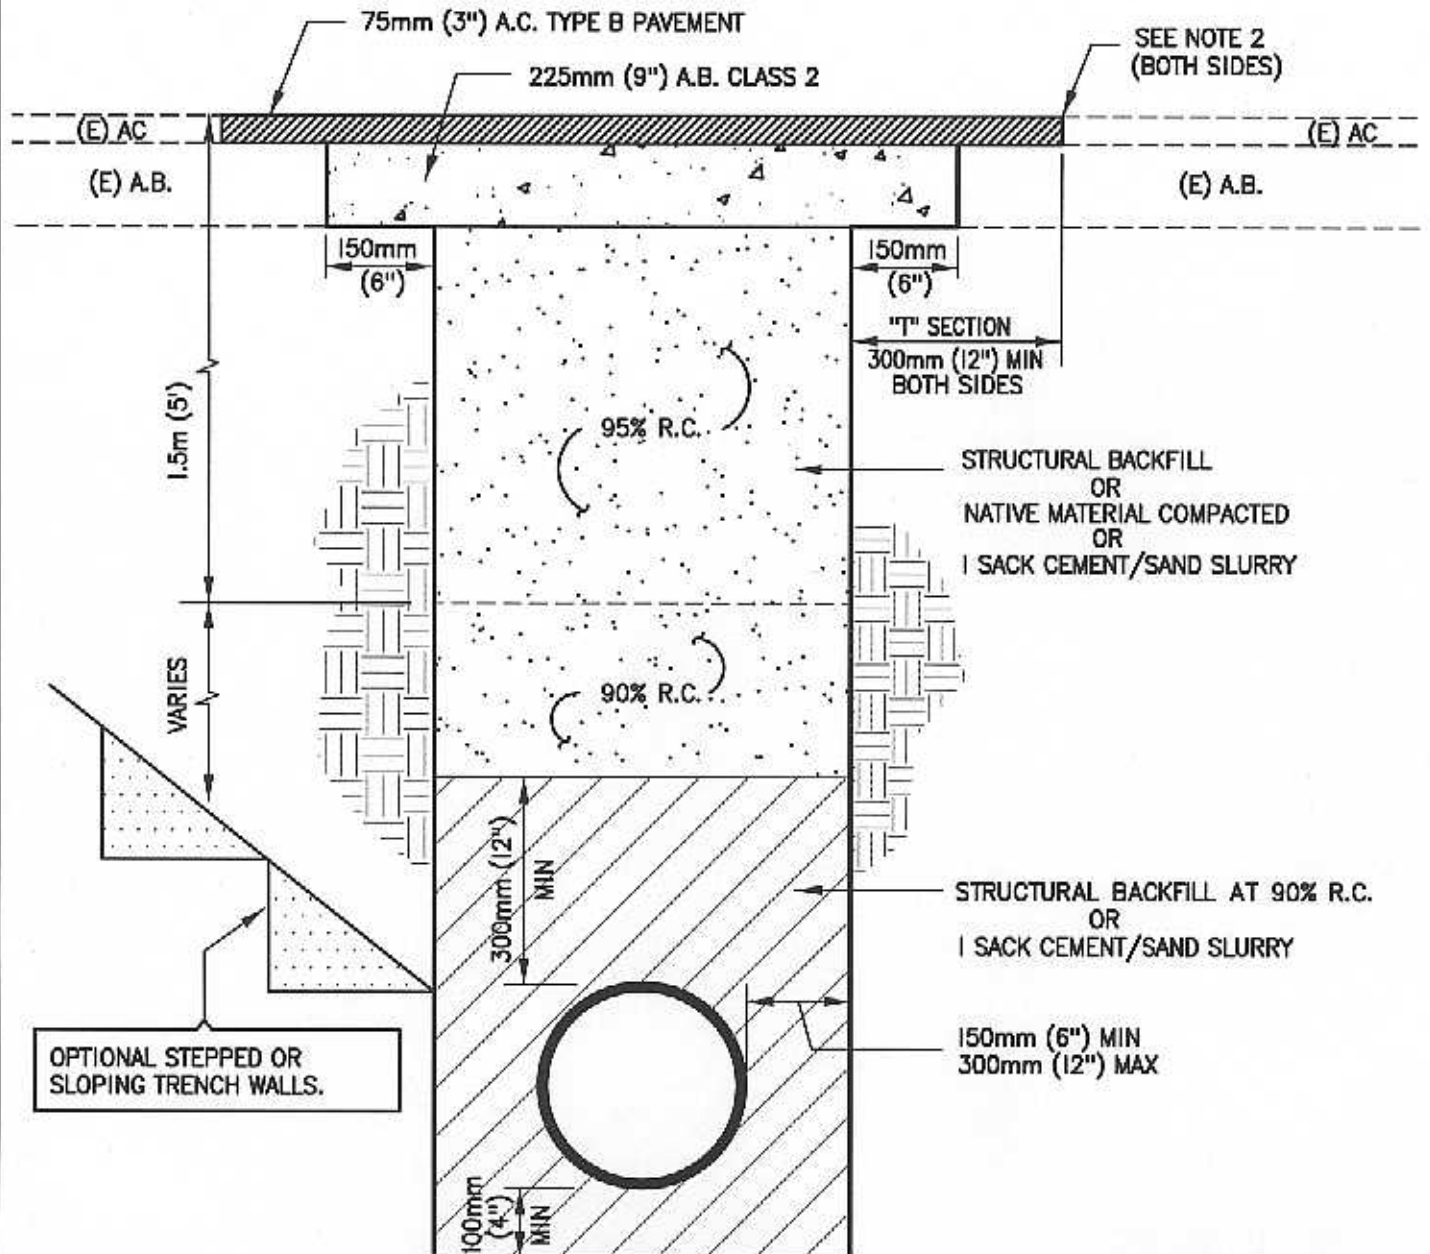 75mm (3") A.C. TYPE B PAVEMENT
SEE NOTE 2
(BOTH SIDES)
225mm (9") A.B. CLASS 2
(E) AC
(E) AC
(E) A.B.
(E) A.B.
150mm
(6")
150mm
(6")
"T" SECTION
300mm (12") MIN
BOTH SIDES
1.5m (5')
95% R.C.
STRUCTURAL BACKFILL
OR
NATIVE MATERIAL COMPACTED
OR
1 SACK CEMENT/SAND SLURRY
VARIES
90% R.C.
300mm (12")
MIN
STRUCTURAL BACKFILL AT 90% R.C.
OR
1 SACK CEMENT/SAND SLURRY
150mm (6") MIN
300mm (12") MAX
OPTIONAL STEPPED OR
SLOPING TRENCH WALLS.
100mm
(4")
MIN